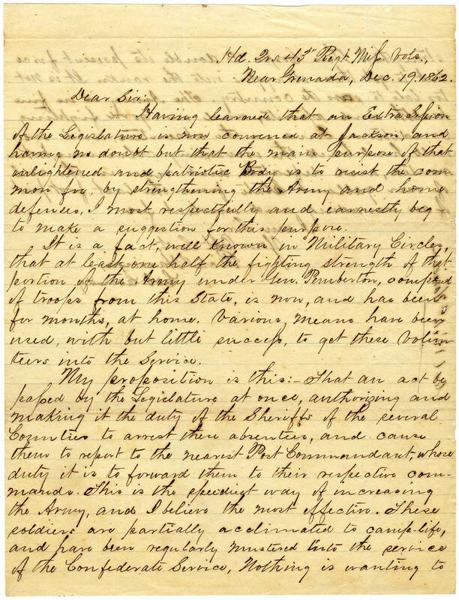 Hd. Qrs 43d Regt Mis. Vols.,
Near Grenada, Dec. 19, 1862.
Dear Sir:
Having learned that an Extra Session
of the Legislature is now convened at Jackson, and
having no doubt but that the main purpose of that
enlightened and patriotic Body is to resist the com
mon foe, by strengthening the Army and home
defences, I most respectfully and earnestly beg
to make a suggestion for this purpose.
It is a fact, well known in Military Circles,
that at least one half the fighting strength of that
portion of the Army under Gen. Pemberton, composed
of troops from this State, is now, and has been
for months, at home. Various means have been
used, with but little success, to get these Volun
teers into the Service.
My proposition is this:- That an act be
passed by the Legislature at once, authorizing and
making it the duty of the Sheriffs of the several
Counties to arrest these absentees, and cause
them to report to the nearest Post Commandant, whose
duty it is to forward them to their respective com-
mands. This is the speediest way of increasing
the Army, and I believe the most effective. These
soldiers are partially acclimated to camp-life,
and have been regularly mustered into the service
of the Confederate Service, Nothing is wanting to